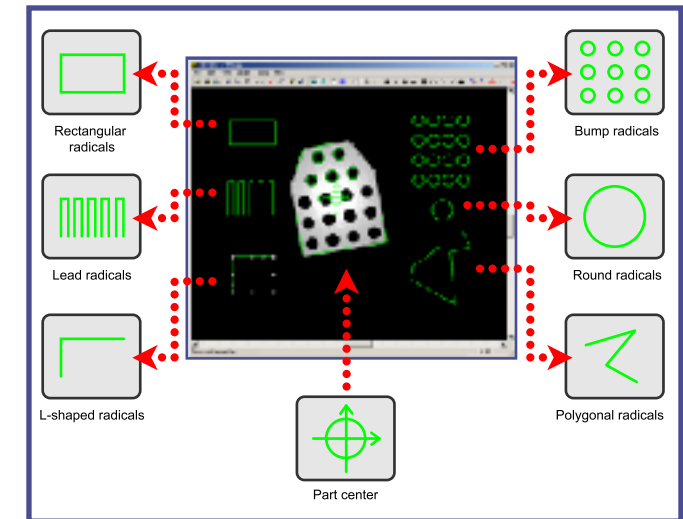 Rectangular
radicals
Bump radicals
Lead radicals
Round radicals
L-shaped radicals
Polygonal radicals
Part center